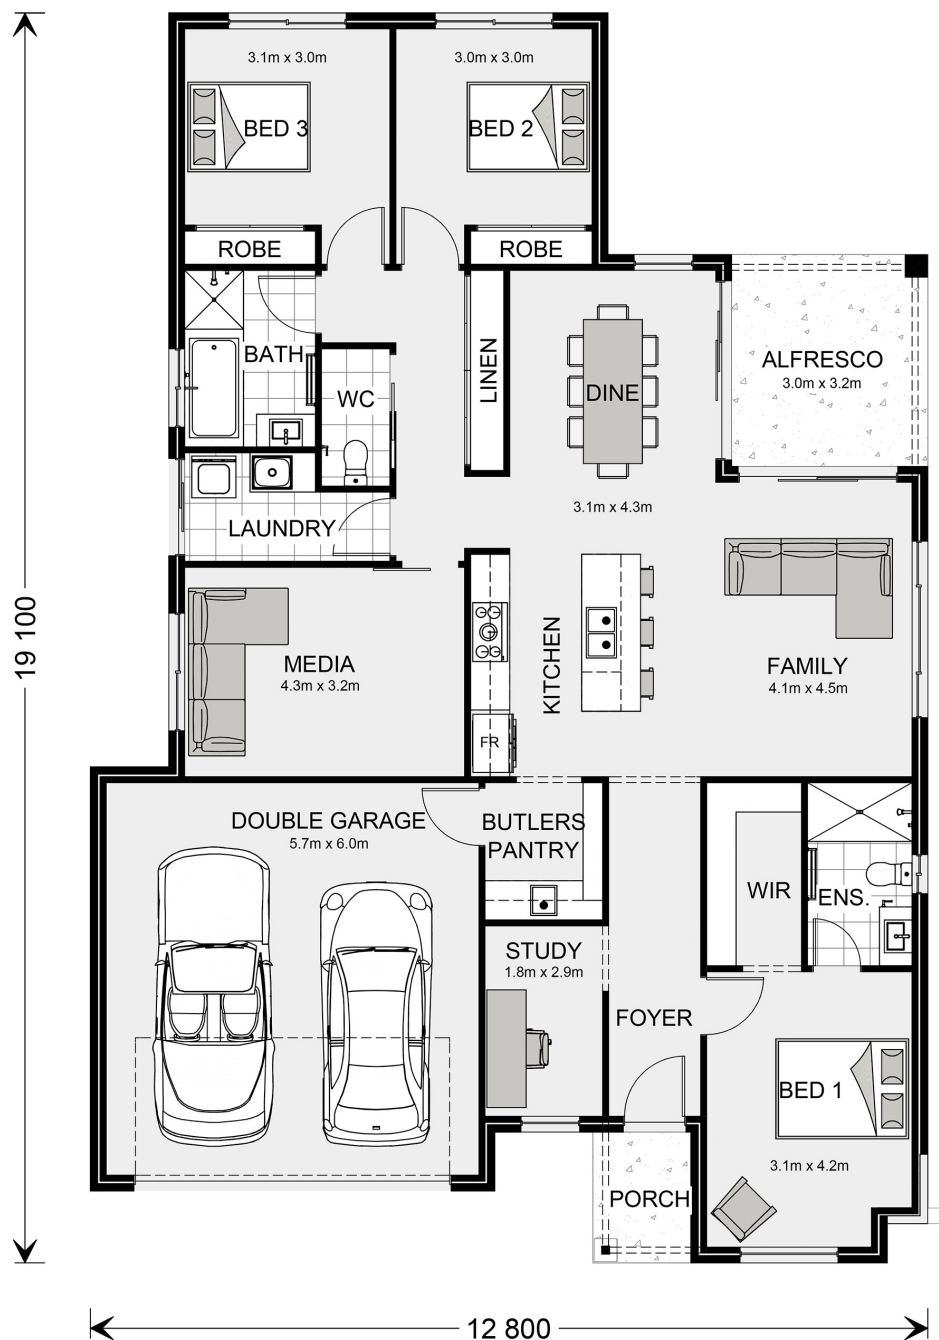 3.1m x 3.0m
3.0m x 3.0m
BED 3
BED 2
ROBE
ROBE
BATH
WC
LINEN
DINE
ALFRESCO
3.0m x 3.2m
3.1m x 4.3m
LAUNDRY
19 100
MEDIA
4.3m x 3.2m
KITCHEN
FAMILY
4.1m x 4.5m
FR
DOUBLE GARAGE
5.7m x 6.0m
BUTLERS
PANTRY
WIR
ENS.
STUDY
1.8m x 2.9m
FOYER
BED 1
3.1m x 4.2m
PORCH
12 800